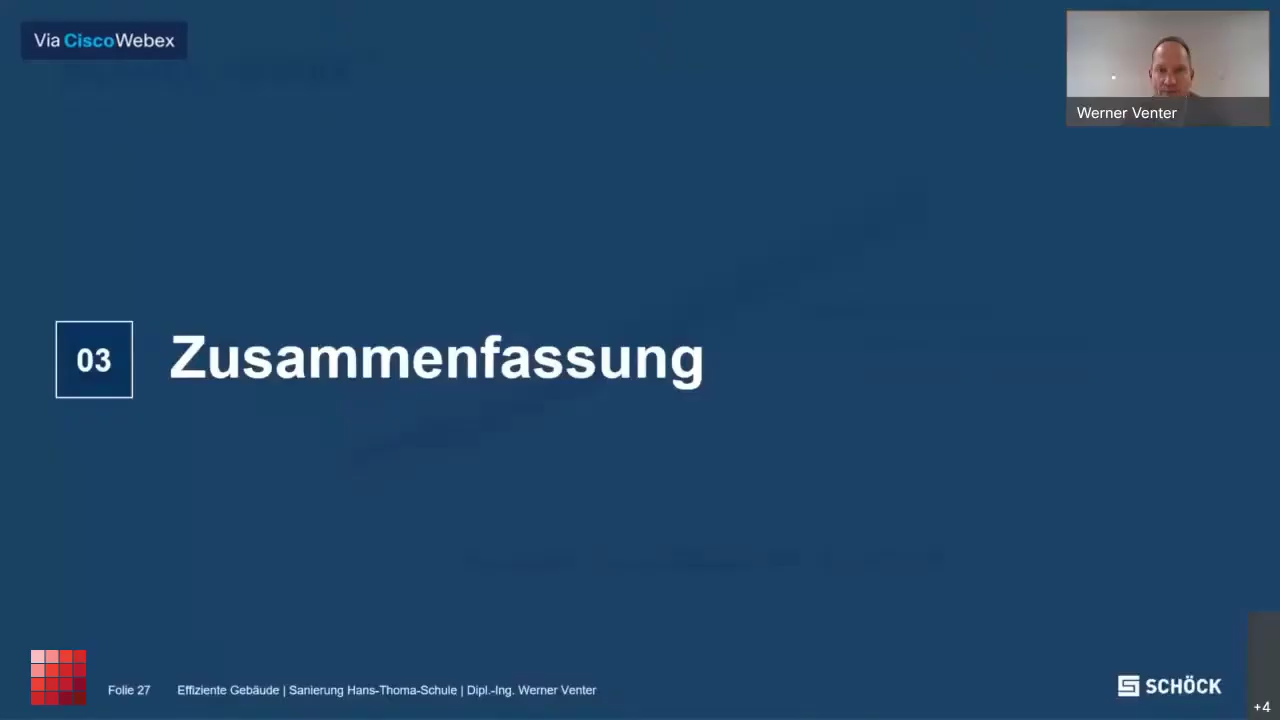 Via CiscoWebex
Werner Venter
03
Zusammenfassung
Folie 27
Effiziente Gebäude | Sanierung Hans-Thoma-Schule | Dipl.-Ing. Werner Venter
SCHÖCK
+4